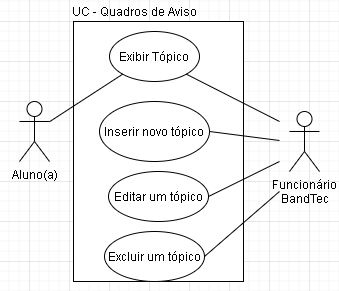 UC - Quadros de Aviso
Exibir Tópico
Inserir novo tópico
Aluno(a)
Funcionário
BandTec
Editar um tópico
Excluir um tópico